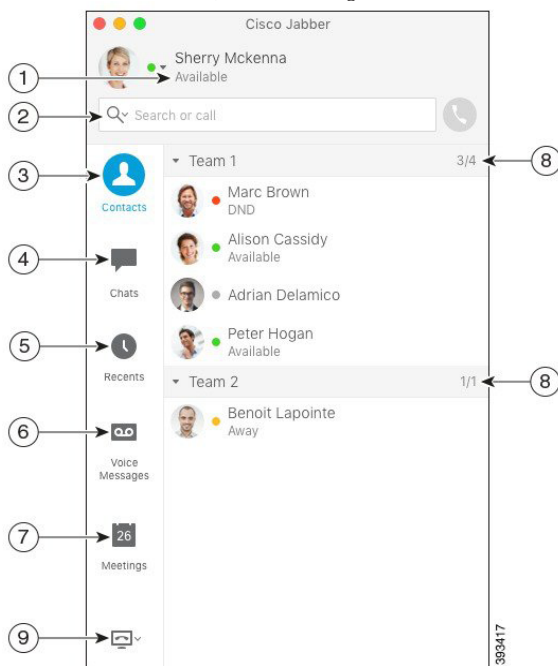 Cisco Jabber
Sherry Mckenna
1
Available
2
Search or call
3
Contacts
Team 1
3/4
8
Marc Brown
DND
4
Chats
Alison Cassidy
Available
Adrian Delamico
5
Recents
Peter Hogan
Available
Team 2
1/1
8
6
Voice
Messages
Benoit Lapointe
Away
7
26
Meetings
9
393417